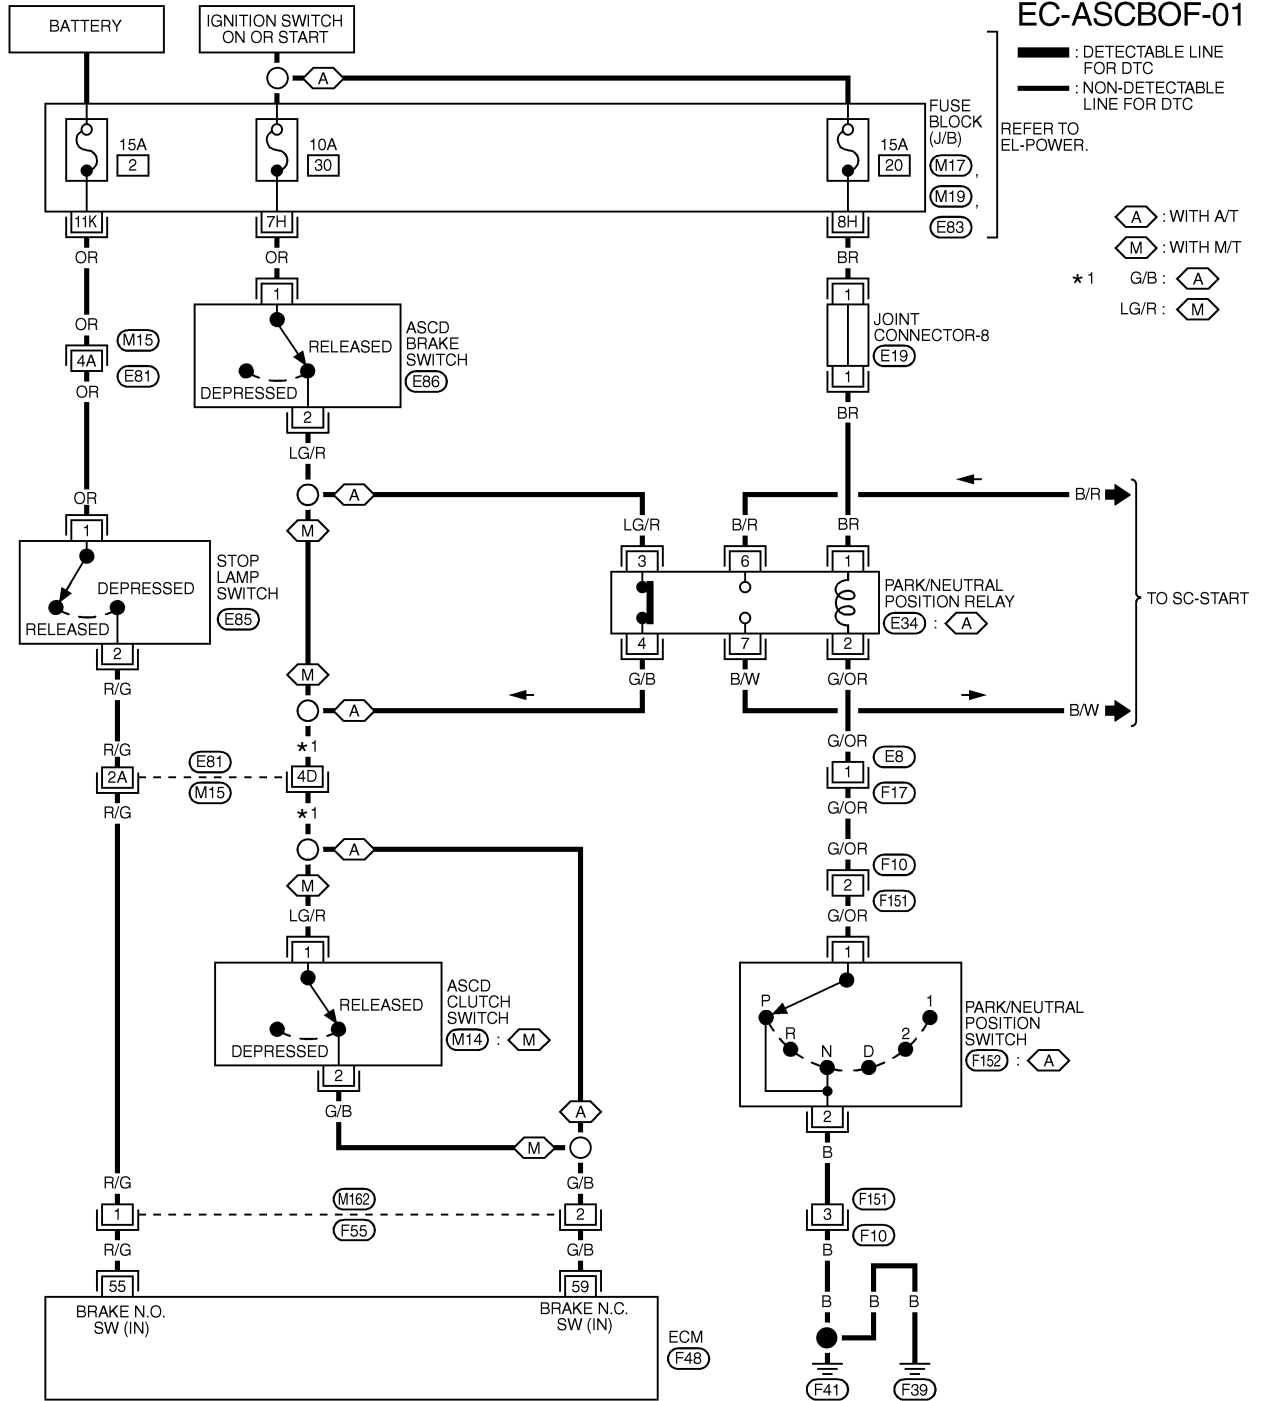 EC-ASCBOF-01
BATTERY
IGNITION SWITCH
ON OR START
: DETECTABLE LINE
FOR DTC
: NON-DETECTABLE
LINE FOR DTC
A
FUSE
BLOCK
(J/B)
M17 ,
M19 ,
E83
REFER TO
EL-POWER.
15A
2
10A
30
15A
20
11K
7H
8H
A : WITH A/T
M : WITH M/T
*1 G/B : A
LG/R : M
OR
OR
BR
1
1
OR
M15
4A
E81
OR
RELEASED
DEPRESSED
ASCD
BRAKE
SWITCH
E86
2
LG/R
JOINT
CONNECTOR-8
E19
1
BR
OR
1
A
M
B/R
LG/R
B/R
BR
3
6
1
DEPRESSED
RELEASED
STOP
LAMP
SWITCH
E85
2
R/G
PARK/NEUTRAL
POSITION RELAY
E34 : A
TO SC-START
4
7
2
M
G/B
B/W
G/OR
A
B/W
R/G
*1
G/OR
2A
E81
M15
4D
1
E8
F17
R/G
*1
G/OR
A
G/OR
M
2
F10
F151
LG/R
G/OR
1
1
RELEASED
DEPRESSED
ASCD
CLUTCH
SWITCH
M14 : M
P
R
N
D
2
1
PARK/NEUTRAL
POSITION
SWITCH
F152 : A
2
G/B
A
2
M
B
R/G
G/B
1
M162
F55
2
3
F151
F10
R/G
G/B
B
55
59
BRAKE N.O.
SW (IN)
BRAKE N.C.
SW (IN)
ECM
F48
B
B
B
F41
F39